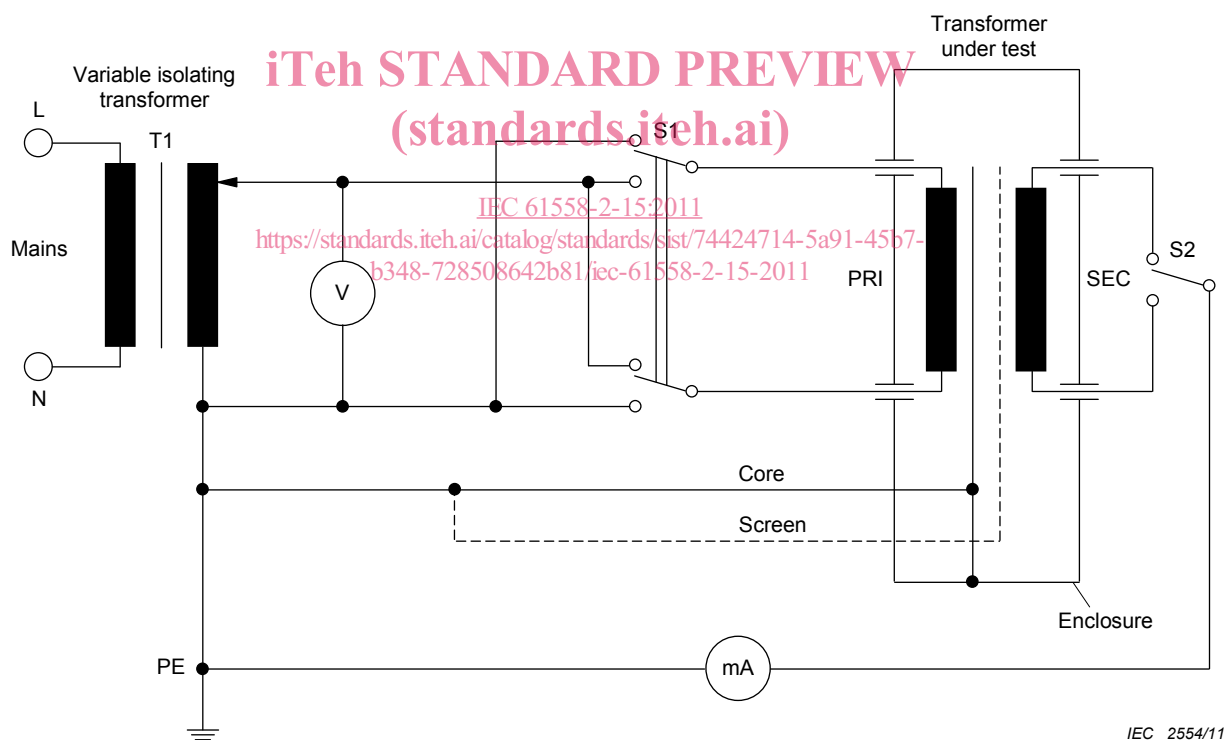 Transformer
under test
iTeh STANDARD PREVIEW
(standards.iteh.ai)
Variable isolating
transformer
L
T1
S1
IEC 61558-2-15:2011
https://standards.iteh.ai/catalog/standards/sist/74424714-5a91-45b7-
b348-728508642b81/iec-61558-2-15-2011
Mains
V
PRI
SEC
S2
N
Core
Screen
Enclosure
PE
mA
IEC 2554/11